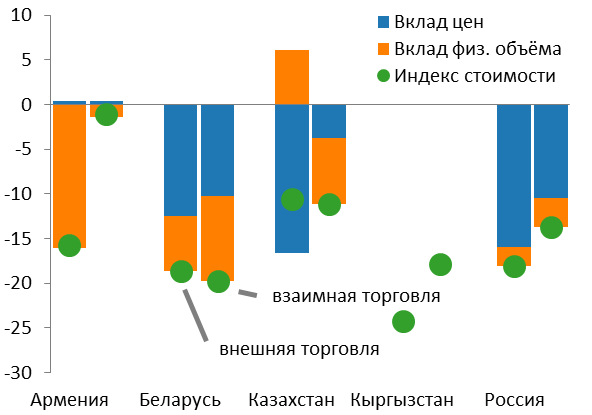 10
5
0
-5
-10
-15
-20
-25
-30
Вклад цен
Вклад физ. объёма
Индекс стоимости
взаимная торговля
внешняя торговля
Армения Беларусь Казахстан Кыргызстан Россия